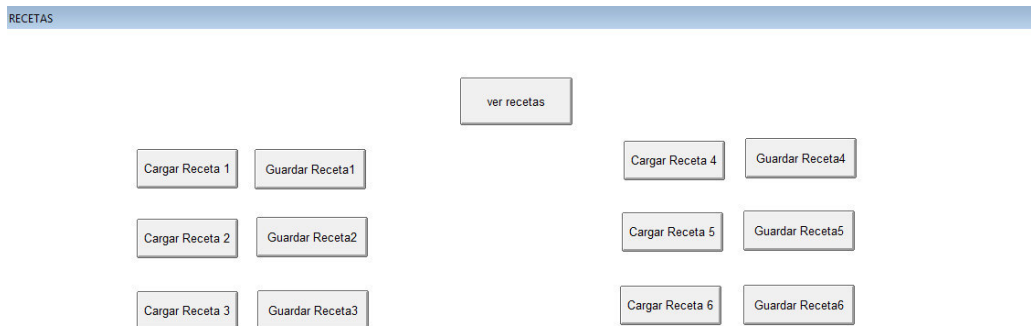 RECETAS
ver recetas
Cargar Receta 1
Guardar Receta1
Cargar Receta 4
Guardar Receta4
Cargar Receta 2
Guardar Receta2
Cargar Receta 5
Guardar Receta5
Cargar Receta 3
Guardar Receta3
Cargar Receta 6
Guardar Receta6